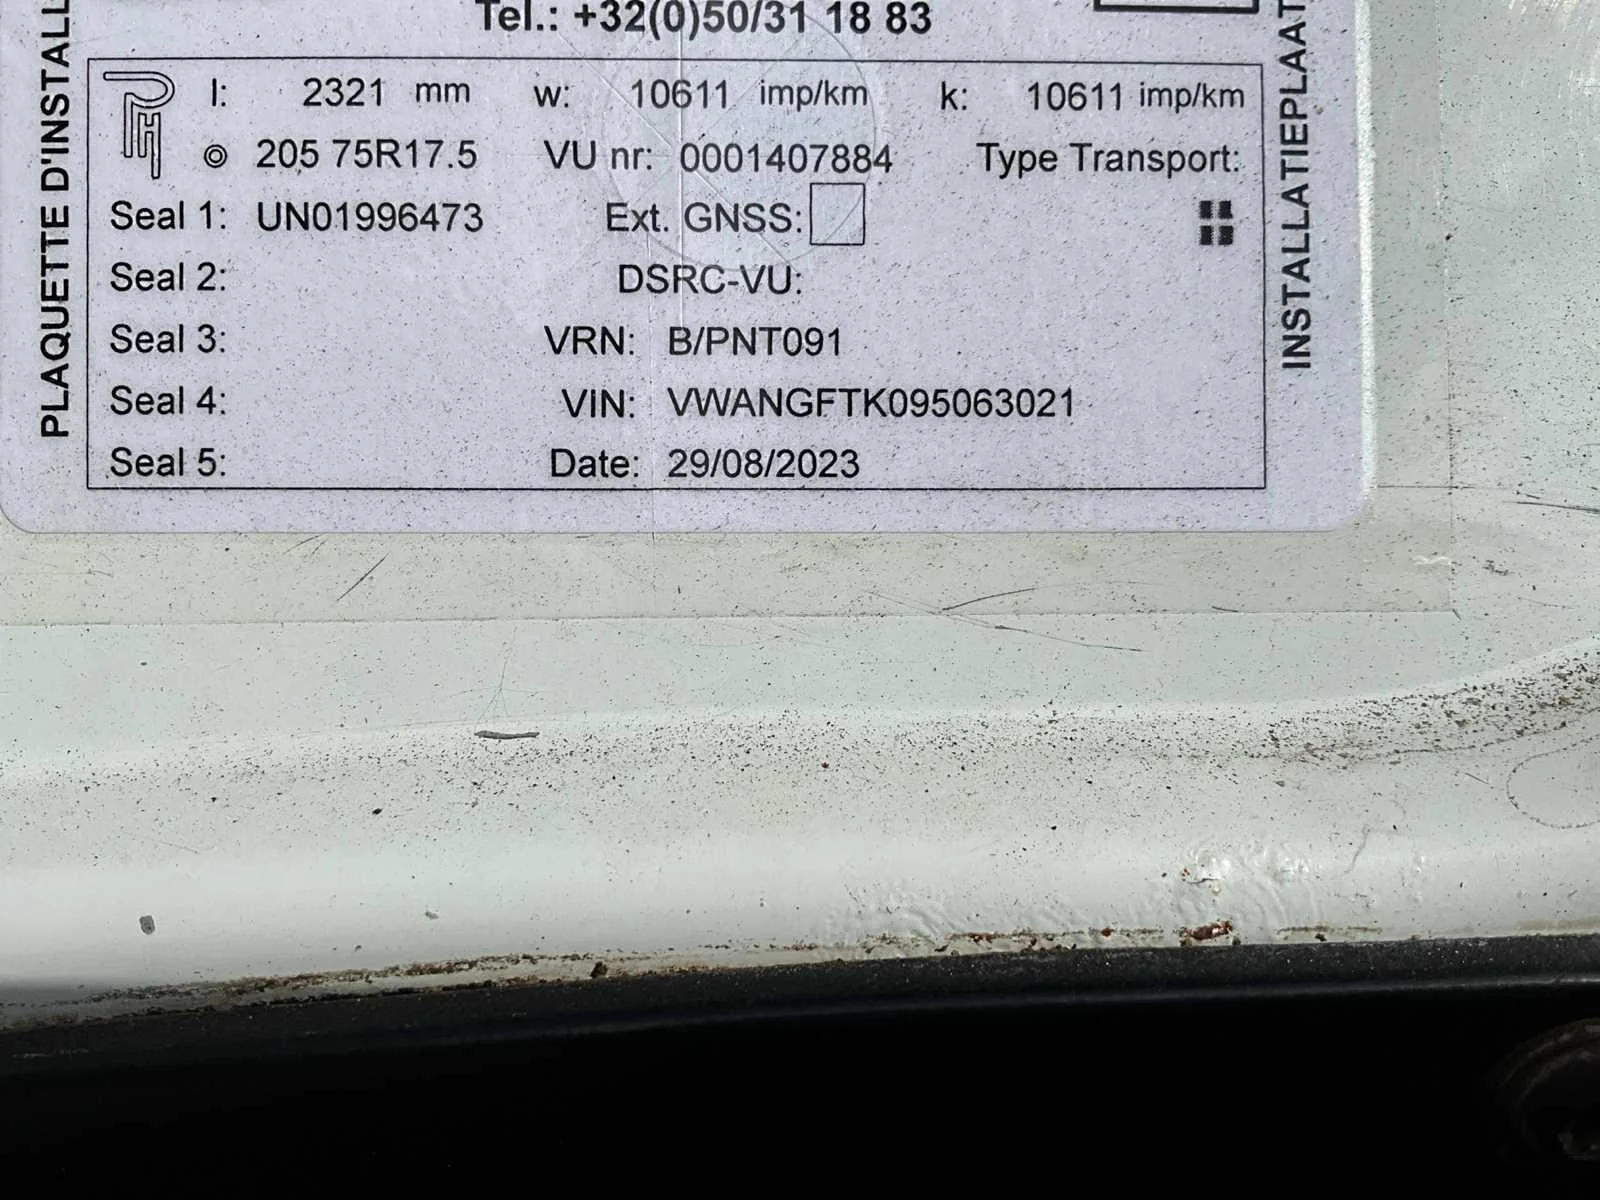 Tel.: +32(0)50/31 18 83
PLAQUETTE D'INSTALL
l: 2321 mm w: 10611 imp/km k: 10611 imp/km
205 75R17.5 VU nr: 0001407884 Type Transport:
Seal 1: UN01996473 Ext. GNSS:
Seal 2: DSRC-VU:
Seal 3: VRN: B/PNT091
Seal 4: VIN: VWANGFTK095063021
Seal 5: Date: 29/08/2023
INSTALLATIEPLAAT